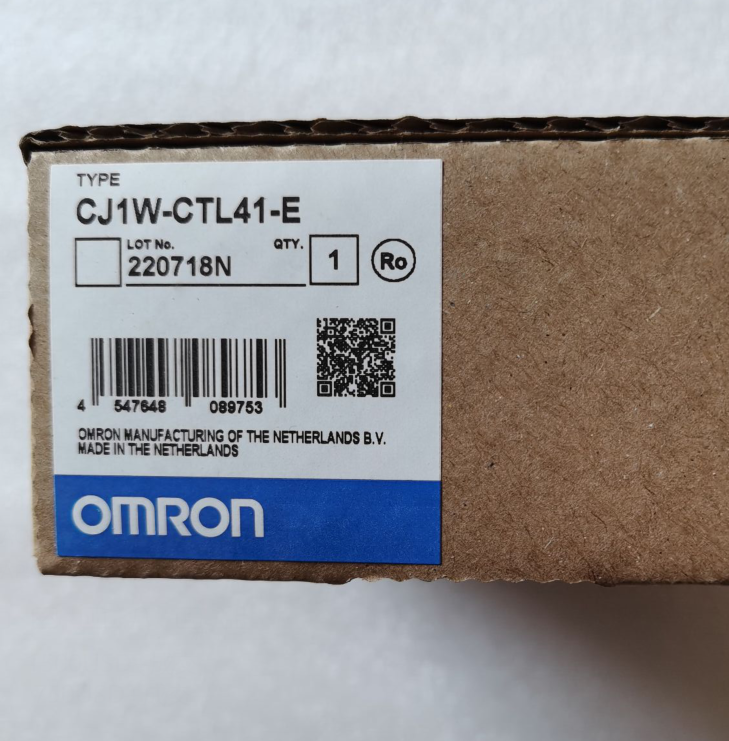 TYPE
CJ1W-CTL41-E
LOT No. QTY.
220718N 1 Ro
4 547648 089753
OMRON MANUFACTURING OF THE NETHERLANDS B.V.
MADE IN THE NETHERLANDS
OMRON